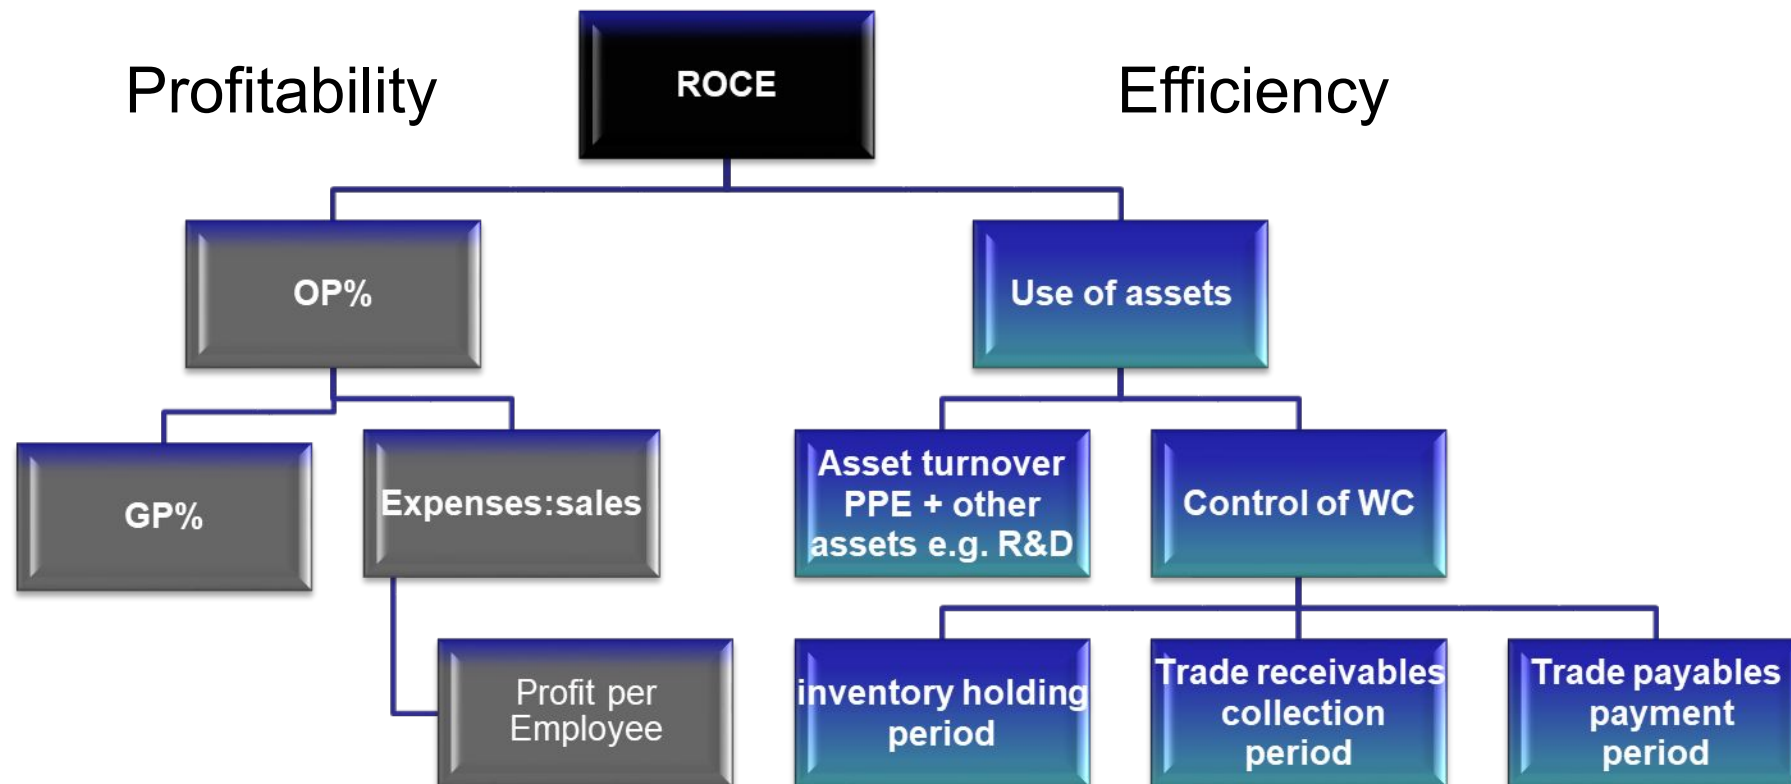 Profitability
ROCE
Efficiency
OP%
Use of assets
GP%
Expenses:sales
Asset turnover
PPE + other
assets e.g. R&D
Control of WC
Profit per
Employee
inventory holding
period
Trade receivables
collection
period
Trade payables
payment
period